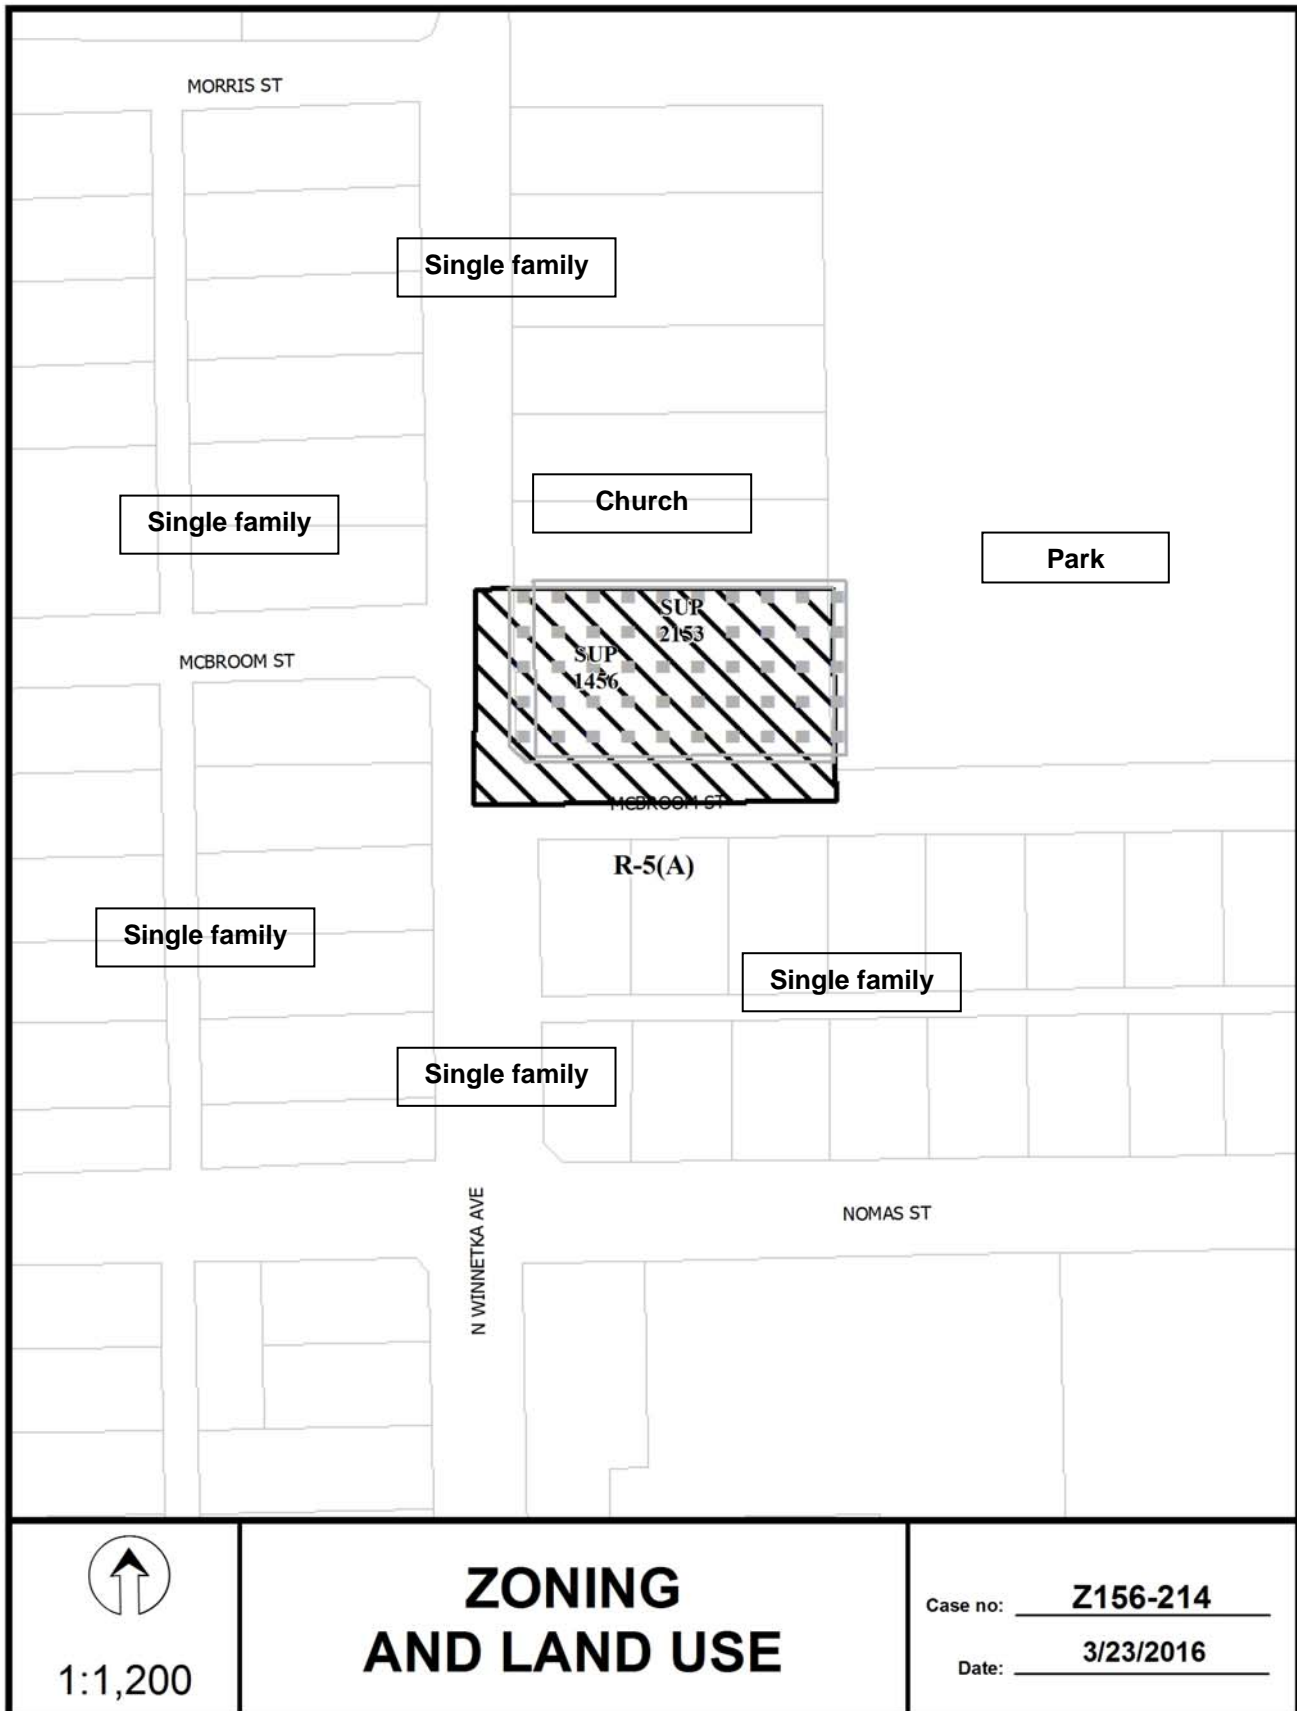 MORRIS ST
Single family
Church
Single family
Park
SUP
2153
SUP
1456
MCBROOM ST
MCBROOM ST
R-5(A)
Single family
Single family
Single family
N WINNETKA AVE
NOMAS ST
1:1,200
ZONING
AND LAND USE
Case no: Z156-214
Date: 3/23/2016